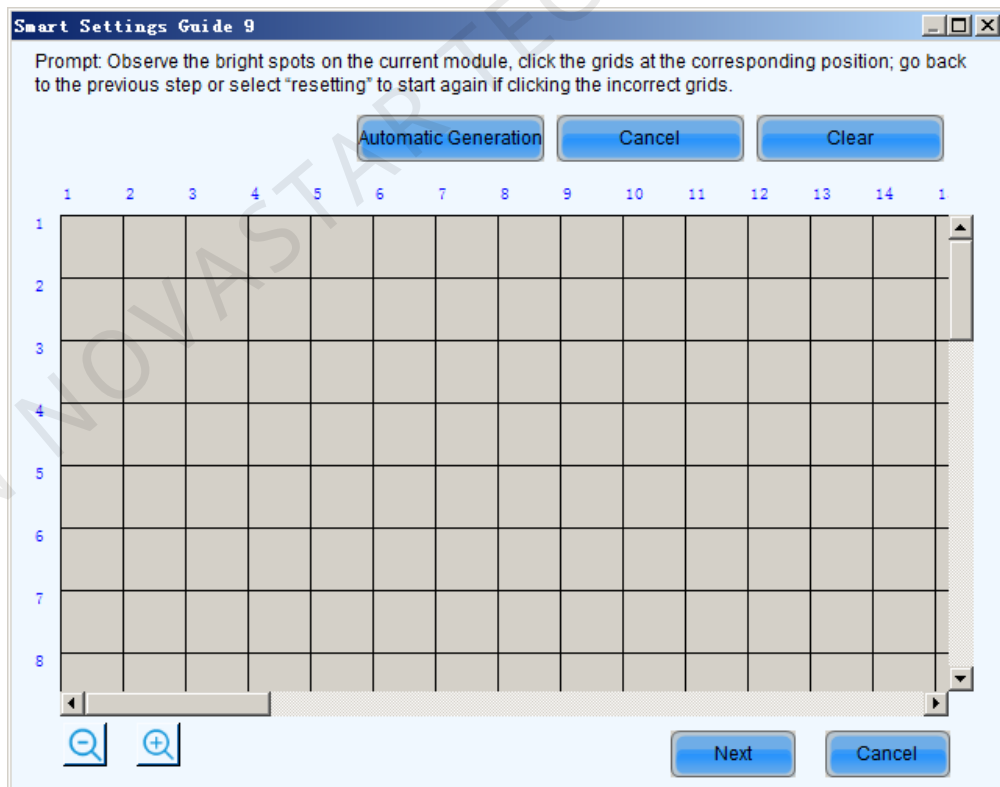 Smart Settings Guide 9
Prompt: Observe the bright spots on the current module, click the grids at the corresponding position; go back
to the previous step or select “resetting” to start again if clicking the incorrect grids.
Automatic Generation Cancel Clear
1 2 3 4 5 6 7 8 9 10 11 12 13 14 1
1
2
3
4
5
6
7
8
Next Cancel
N NOVASTAR TEC